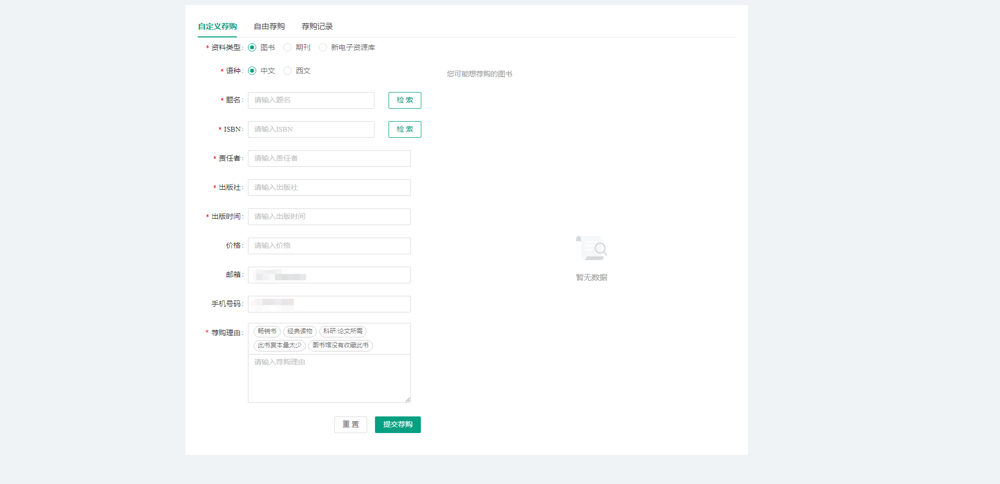 自定义荐购 自由荐购 荐购记录
* 资料类型: 图书 期刊 新电子资源库
* 语种: 中文 西文
您可能想荐购的图书
* 题名: 请输入题名 检 索
* ISBN: 请输入ISBN 检 索
* 责任者: 请输入责任者
* 出版社: 请输入出版社
* 出版时间: 请输入出版时间
价格: 请输入价格
邮箱:
暂无数据
手机号码:
* 荐购理由: 畅销书 经典读物 科研/论文所需
此书复本量太少 图书馆没有收藏此书
请输入荐购理由
重 置 提交荐购